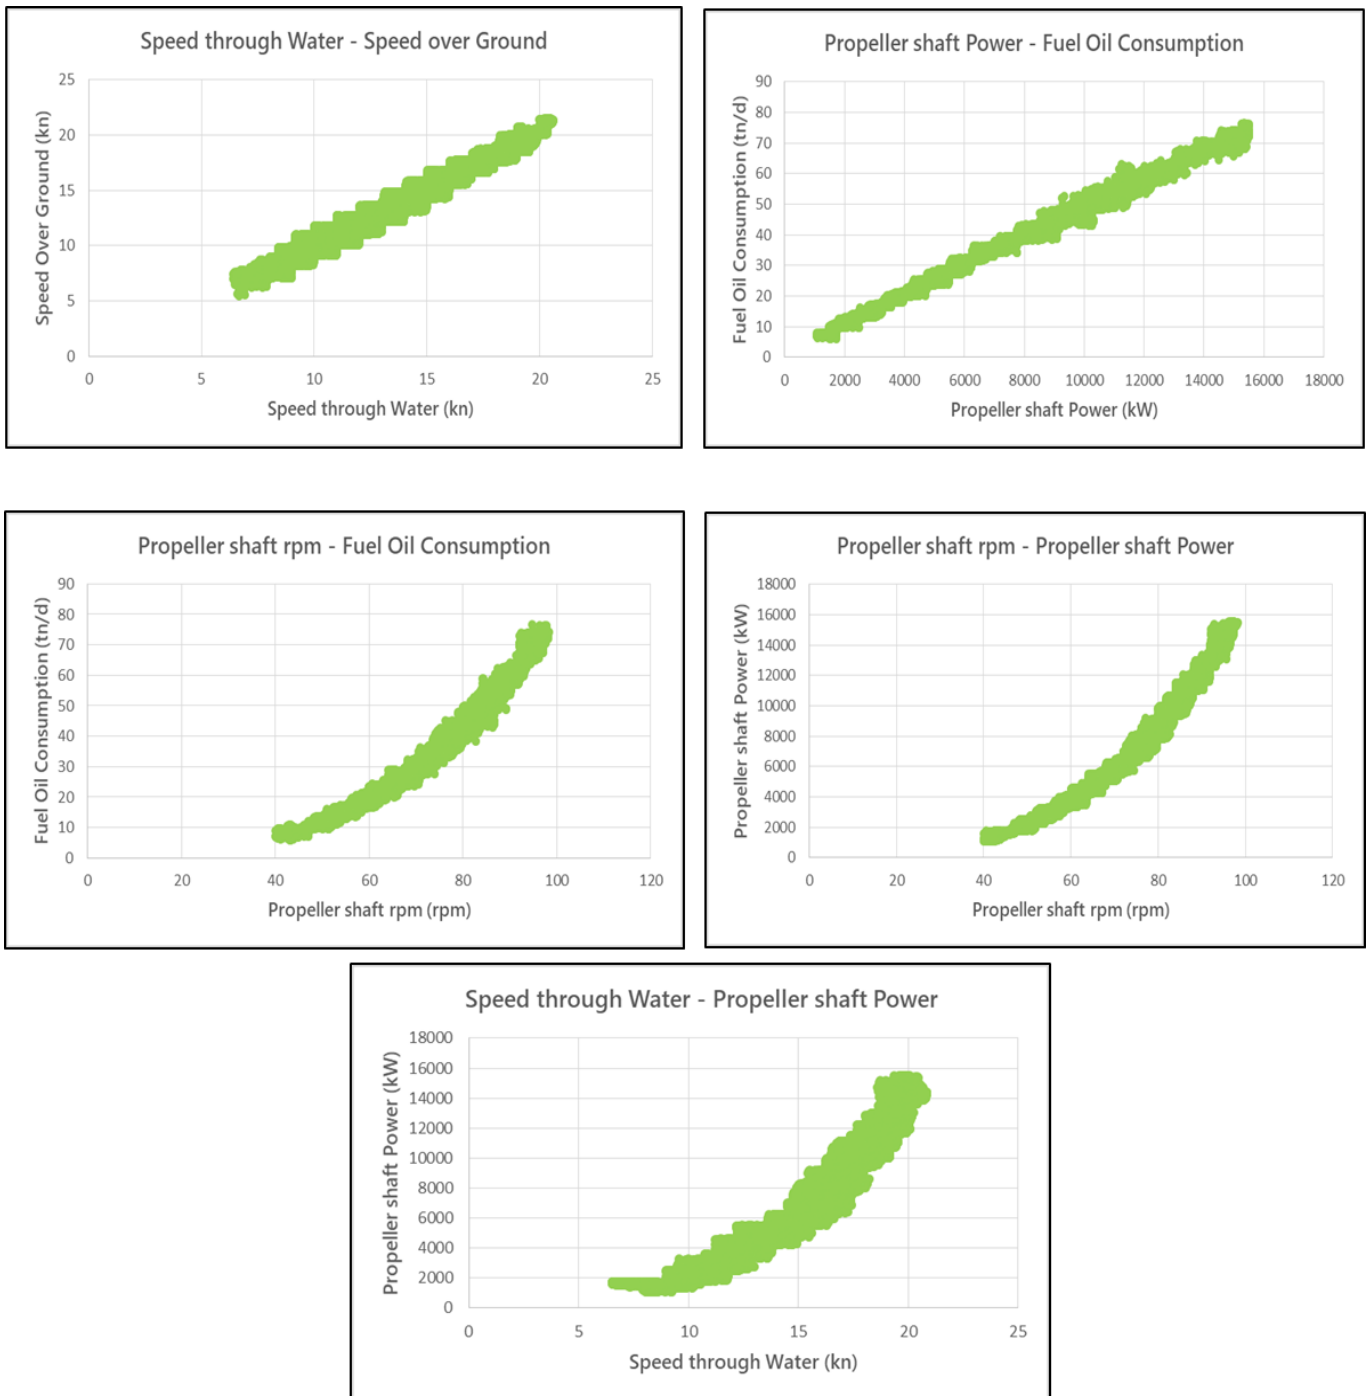 Speed through Water - Speed over Ground
Speed Over Ground (kn)
25
20
15
10
5
0
0 5 10 15 20 25
Speed through Water (kn)
Propeller shaft Power - Fuel Oil Consumption
Fuel Oil Consumption (tn/d)
90
80
70
60
50
40
30
20
10
0
0 2000 4000 6000 8000 10000 12000 14000 16000 18000
Propeller shaft Power (kW)
Propeller shaft rpm - Fuel Oil Consumption
Fuel Oil Consumption (tn/d)
90
80
70
60
50
40
30
20
10
0
0 20 40 60 80 100 120
Propeller shaft rpm (rpm)
Propeller shaft rpm - Propeller shaft Power
Propeller shaft Power (kW)
18000
16000
14000
12000
10000
8000
6000
4000
2000
0
0 20 40 60 80 100 120
Propeller shaft rpm (rpm)
Speed through Water - Propeller shaft Power
Propeller shaft Power (kW)
18000
16000
14000
12000
10000
8000
6000
4000
2000
0
0 5 10 15 20 25
Speed through Water (kn)